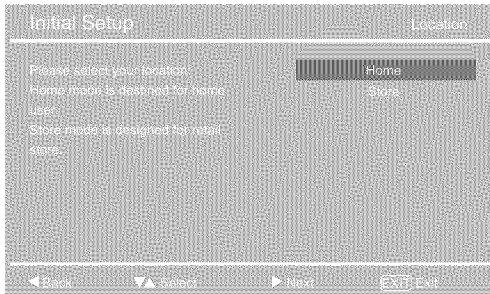 Initial Setup
Location
Please select your location:
Home mode is destined for home
user.
Store mode is designed for retail
store.
Home
Store
Back
Select
Next
EXIT Exit